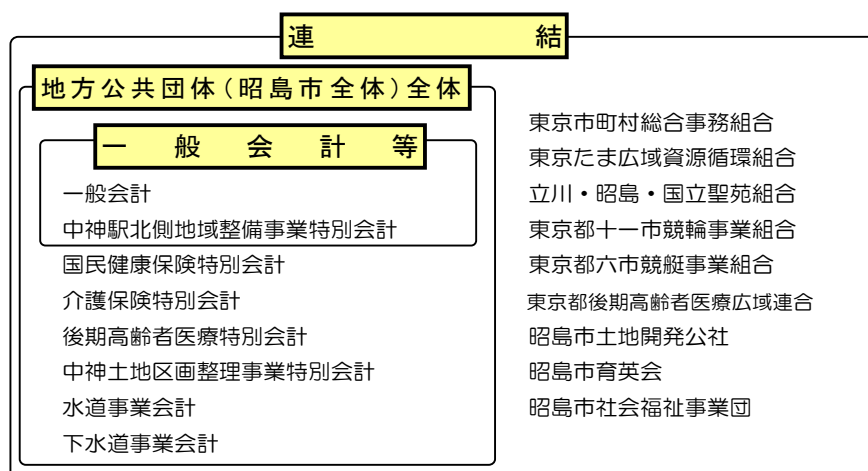 連結
地方公共団体(昭島市全体)全体
一般会計等
一般会計
中神駅北側地域整備事業特別会計
国民健康保険特別会計
介護保険特別会計
後期高齢者医療特別会計
中神土地区画整理事業特別会計
水道事業会計
下水道事業会計
東京市町村総合事務組合
東京たま広域資源循環組合
立川・昭島・国立聖苑組合
東京都十一市競輪事業組合
東京都六市競艇事業組合
東京都後期高齢者医療広域連合
昭島市土地開発公社
昭島市育英会
昭島市社会福祉事業団